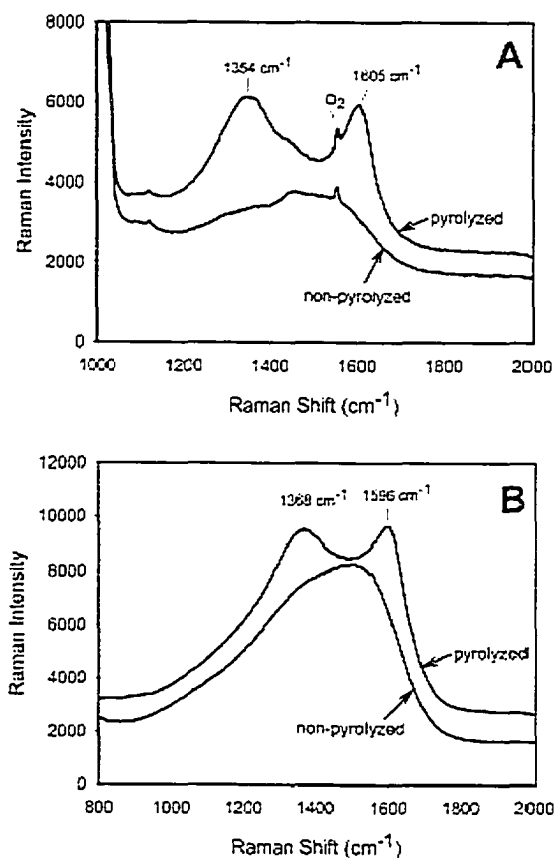 A
8000
6000
4000
2000
0
Raman Intensity
1354 cm-1
O2
1605 cm-1
pyrolyzed
non-pyrolyzed
1000 1200 1400 1600 1800 2000
Raman Shift (cm-1)
B
12000
10000
8000
6000
4000
2000
0
Raman Intensity
1368 cm-1
1596 cm-1
pyrolyzed
non-pyrolyzed
800 1000 1200 1400 1600 1800 2000
Raman Shift (cm-1)